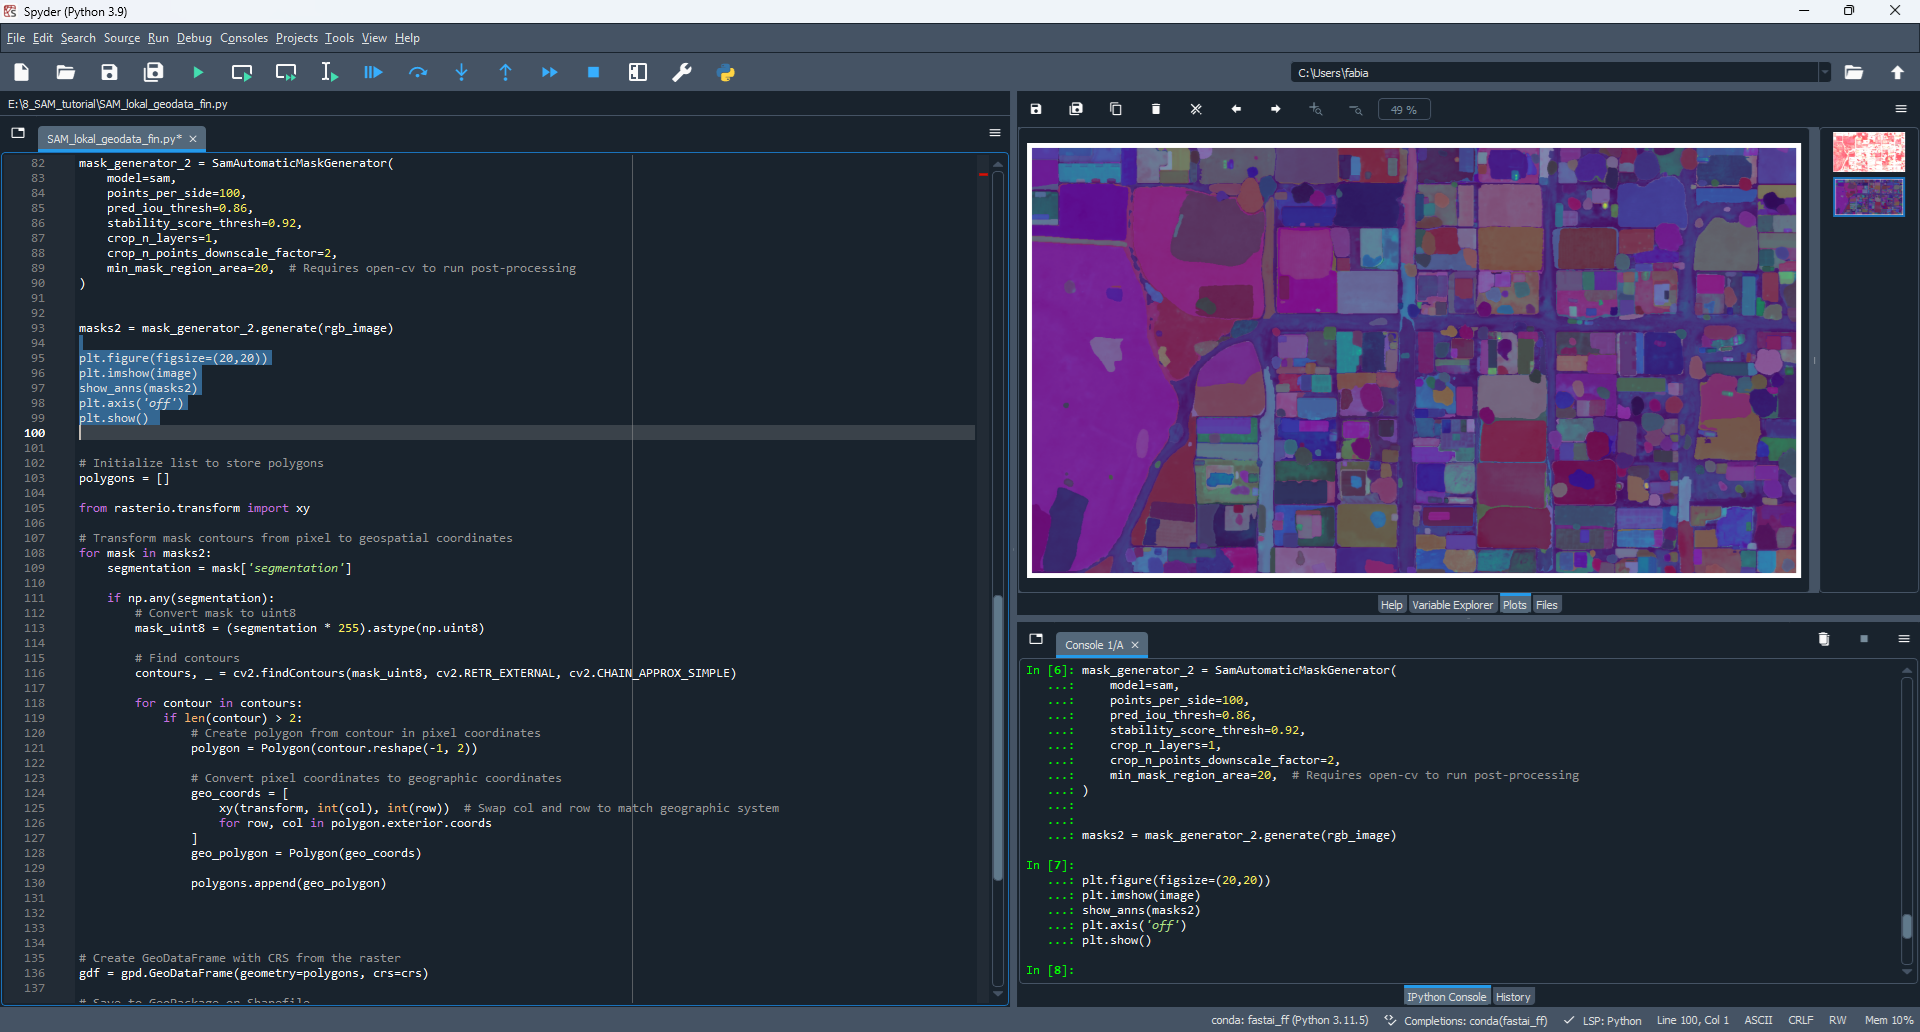 Spyder (Python 3.9)
File Edit Search Source Run Debug Consoles Projects Tools View Help
C:\Users\fabia
E:\8_SAM_tutorial\SAM_lokal_geodata_fin.py
SAM_lokal_geodata_fin.py*
82 mask_generator_2 = SamAutomaticMaskGenerator(
83     model=sam,
84     points_per_side=100,
85     pred_iou_thresh=0.86,
86     stability_score_thresh=0.92,
87     crop_n_layers=1,
88     crop_n_points_downscale_factor=2,
89     min_mask_region_area=20,  # Requires open-cv to run post-processing
90 )
91
92
93 masks2 = mask_generator_2.generate(rgb_image)
94
95 plt.figure(figsize=(20,20))
96 plt.imshow(image)
97 show_anns(masks2)
98 plt.axis('off')
99 plt.show()
100
101
102 # Initialize list to store polygons
103 polygons = []
104
105 from rasterio.transform import xy
106
107 # Transform mask contours from pixel to geospatial coordinates
108 for mask in masks2:
109     segmentation = mask['segmentation']
110
111     if np.any(segmentation):
112         # Convert mask to uint8
113         mask_uint8 = (segmentation * 255).astype(np.uint8)
114
115         # Find contours
116         contours, _ = cv2.findContours(mask_uint8, cv2.RETR_EXTERNAL, cv2.CHAIN_APPROX_SIMPLE)
117
118         for contour in contours:
119             if len(contour) > 2:
120                 # Create polygon from contour in pixel coordinates
121                 polygon = Polygon(contour.reshape(-1, 2))
122
123                 # Convert pixel coordinates to geographic coordinates
124                 geo_coords = [
125                     xy(transform, int(col), int(row))  # Swap col and row to match geographic system
126                     for row, col in polygon.exterior.coords
127                 ]
128                 geo_polygon = Polygon(geo_coords)
129
130                 polygons.append(geo_polygon)
131
132
133
134
135 # Create GeoDataFrame with CRS from the raster
136 gdf = gpd.GeoDataFrame(geometry=polygons, crs=crs)
137
# Save to GeoPackage or Shapefile
49 %
Help Variable Explorer Plots Files
Console 1/A
In [6]: mask_generator_2 = SamAutomaticMaskGenerator(
...:     model=sam,
...:     points_per_side=100,
...:     pred_iou_thresh=0.86,
...:     stability_score_thresh=0.92,
...:     crop_n_layers=1,
...:     crop_n_points_downscale_factor=2,
...:     min_mask_region_area=20,  # Requires open-cv to run post-processing
...: )
...:
...:
...: masks2 = mask_generator_2.generate(rgb_image)
In [7]:
...: plt.figure(figsize=(20,20))
...: plt.imshow(image)
...: show_anns(masks2)
...: plt.axis('off')
...: plt.show()
In [8]:
IPython Console History
conda: fastai_ff (Python 3.11.5) Completions: conda(fastai_ff) LSP: Python Line 100, Col 1 ASCII CRLF RW Mem 10%